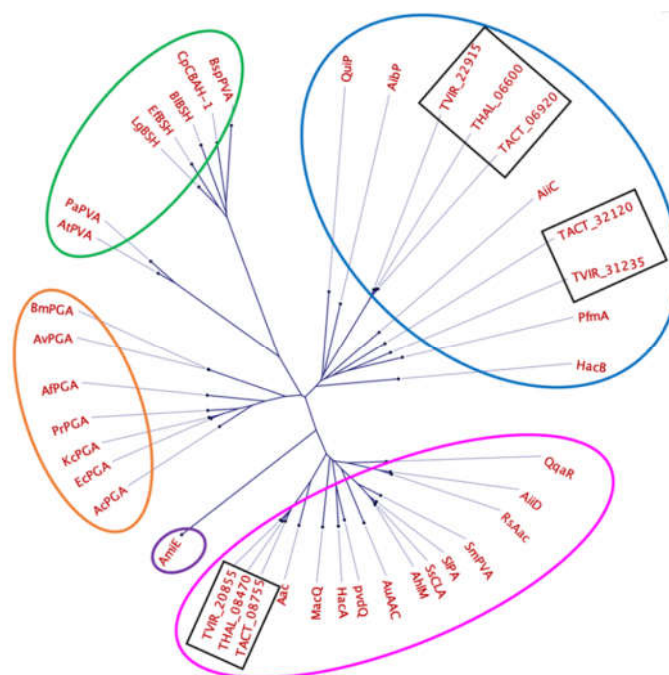 BspPVA
CpCBAH-1
BlBSH
EfBSH
LgBSH
PaPVA
AtPVA
QuiP
AibP
TVIR_22915
THAL_06600
TACT_06920
AiiC
TACT_32120
TVIR_31235
PfmA
HacB
BmPGA
AvPGA
AfPGA
PrPGA
KcPGA
EcPGA
AcPGA
AmiE
QqaR
AiiD
RsAac
SmPVA
SlPA
SsCLA
AhlM
AuAAC
pvdQ
HacA
MacQ
Aac
TACT_08755
THAL_08470
TVIR_20855